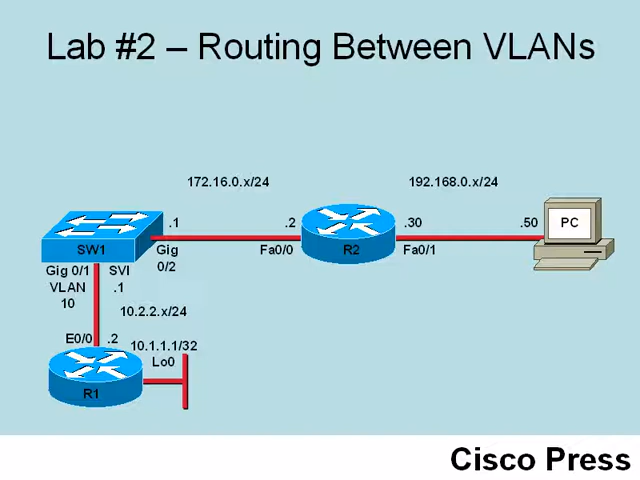 Lab #2 – Routing Between VLANs
172.16.0.x/24
192.168.0.x/24
.1
.2
.30
.50
PC
SW1
Gig
0/2
Fa0/0
R2
Fa0/1
Gig 0/1
SVI
VLAN
.1
10
10.2.2.x/24
E0/0
.2
10.1.1.1/32
Lo0
R1
Cisco Press